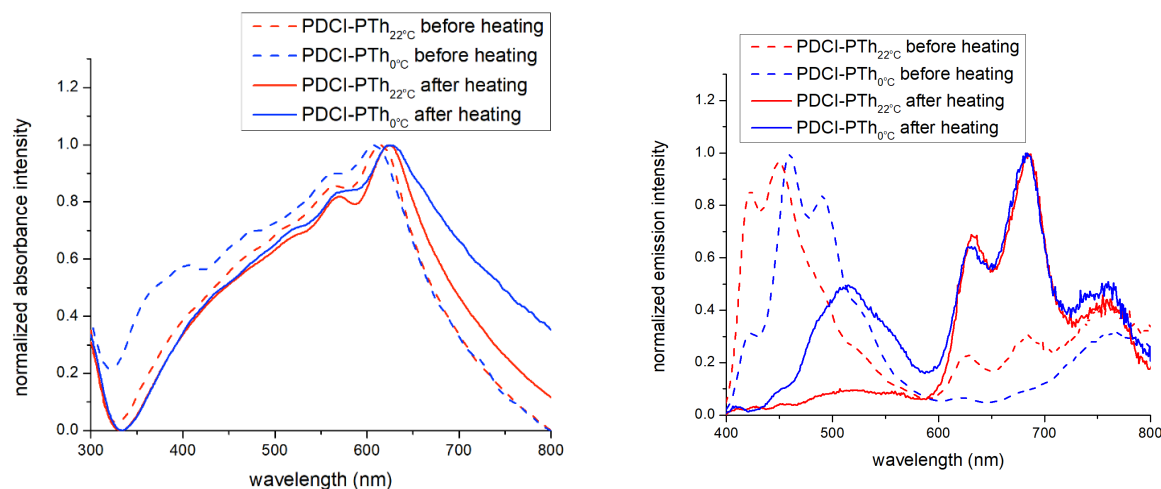 PDCI-PTh22°C before heating
PDCI-PTh0°C before heating
PDCI-PTh22°C after heating
PDCI-PTh0°C after heating
normalized absorbance intensity
1.2
1.0
0.8
0.6
0.4
0.2
0.0
300 400 500 600 700 800
wavelength (nm)
PDCI-PTh22°C before heating
PDCI-PTh0°C before heating
PDCI-PTh22°C after heating
PDCI-PTh0°C after heating
normalized emission intensity
1.2
1.0
0.8
0.6
0.4
0.2
0.0
400 500 600 700 800
wavelength (nm)